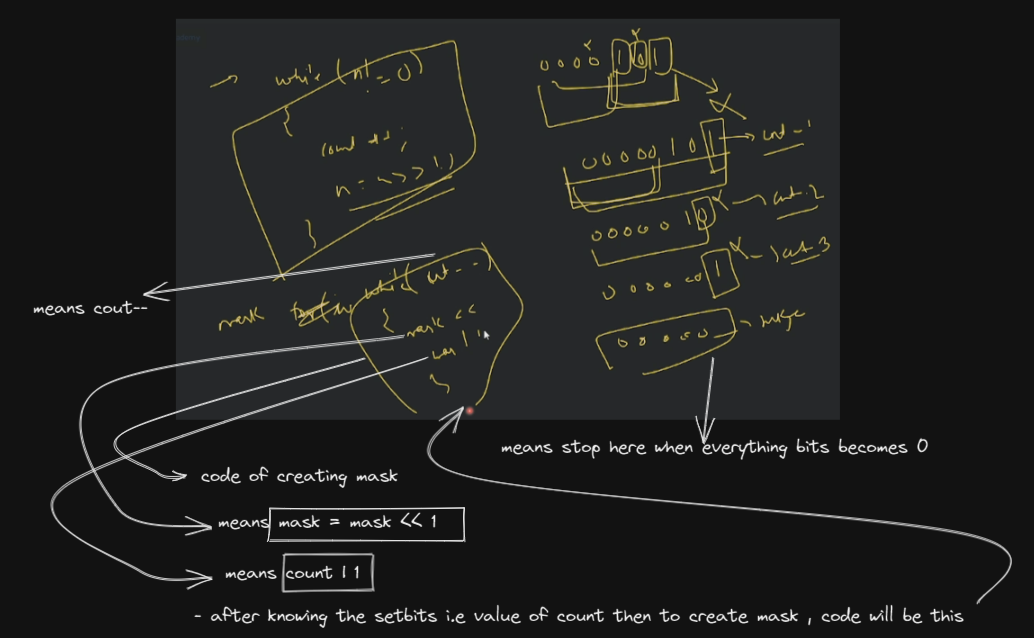 while (n != 0)
{
count ++;
n = n >> 1)
}
0 0 0 0 1 0 1
0 0 0 0 0 1 0 1 cnt - 1
0 0 0 0 0 1 0 cnt - 2
0 0 0 0 0 0 1 cnt 3
0 0 0 0 0
means cout--
mask while( cnt -- )
{ mask <<
| 1
}
means stop here when everything bits becomes 0
code of creating mask
means mask = mask << 1
means count | 1
- after knowing the setbits i.e value of count then to create mask , code will be this